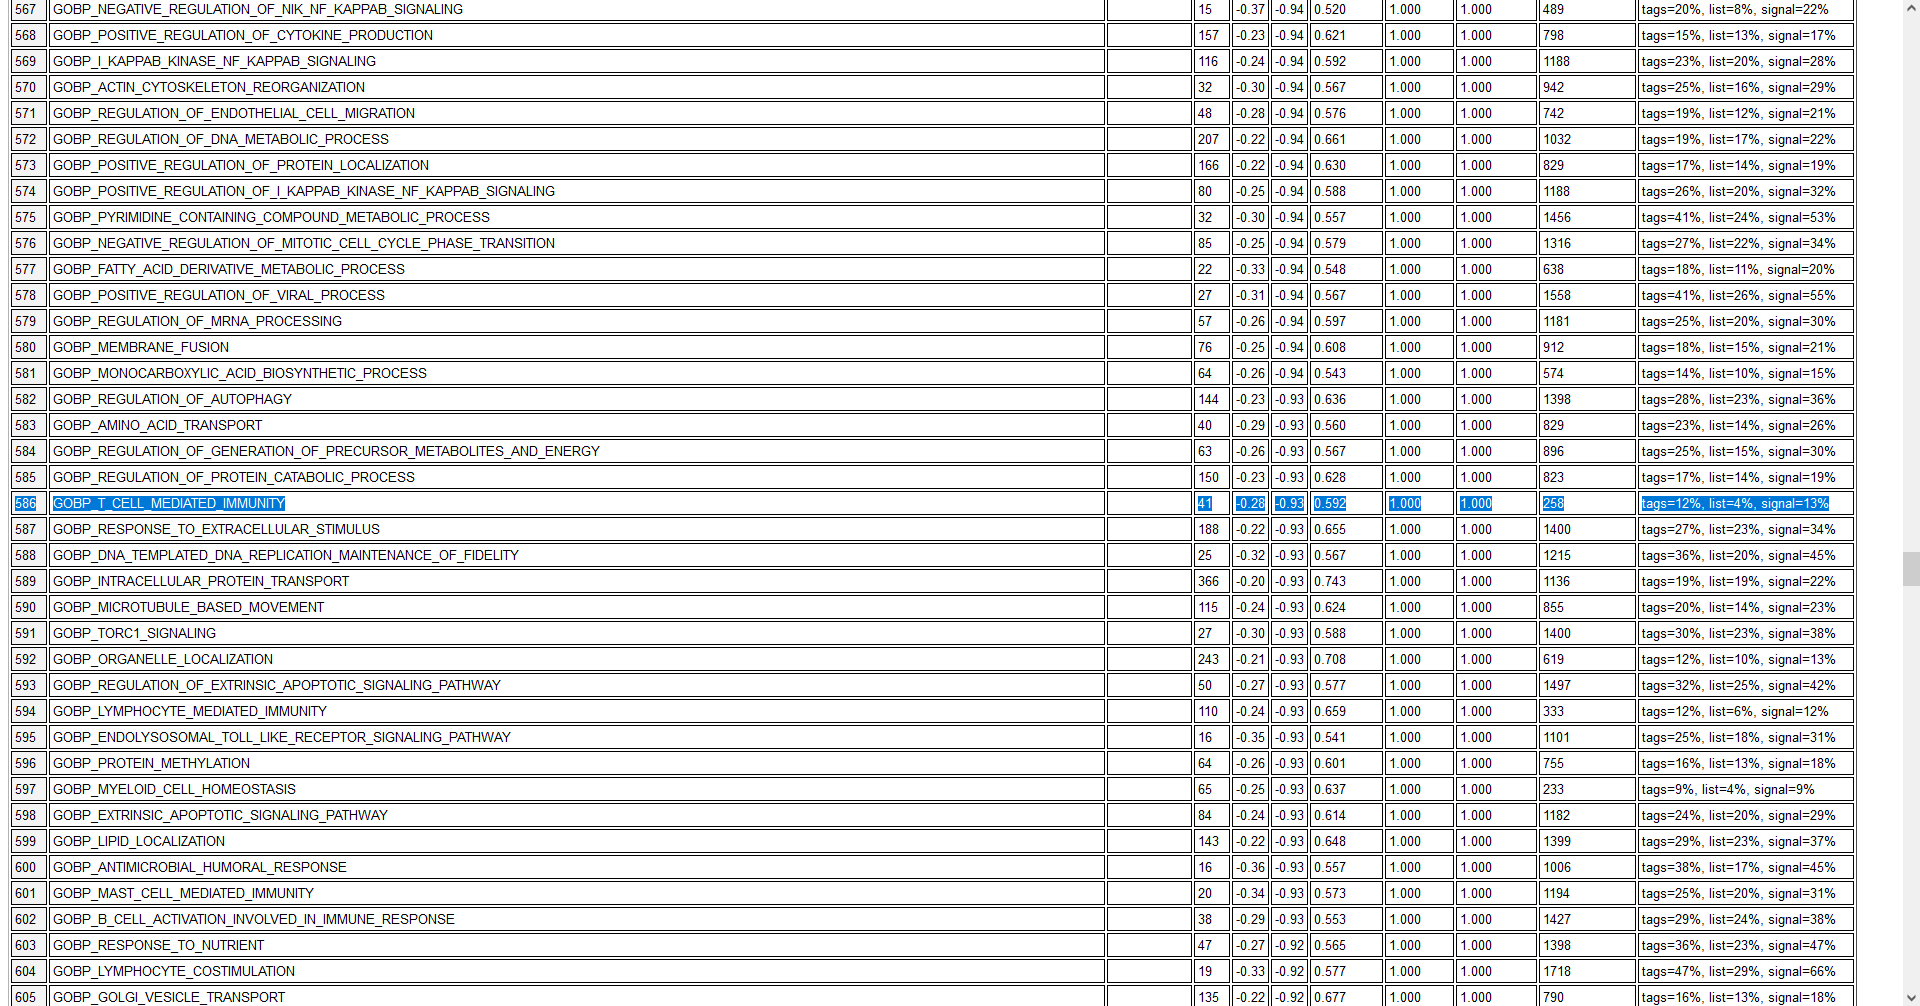 567 GOBP_NEGATIVE_REGULATION_OF_NIK_NF_KAPPAB_SIGNALING 15 -0.37 -0.94 0.520 1.000 1.000 489 tags=20%, list=8%, signal=22%
568 GOBP_POSITIVE_REGULATION_OF_CYTOKINE_PRODUCTION 157 -0.23 -0.94 0.621 1.000 1.000 798 tags=15%, list=13%, signal=17%
569 GOBP_I_KAPPAB_KINASE_NF_KAPPAB_SIGNALING 116 -0.24 -0.94 0.592 1.000 1.000 1188 tags=23%, list=20%, signal=28%
570 GOBP_ACTIN_CYTOSKELETON_REORGANIZATION 32 -0.30 -0.94 0.567 1.000 1.000 942 tags=25%, list=16%, signal=29%
571 GOBP_REGULATION_OF_ENDOTHELIAL_CELL_MIGRATION 48 -0.28 -0.94 0.576 1.000 1.000 742 tags=19%, list=12%, signal=21%
572 GOBP_REGULATION_OF_DNA_METABOLIC_PROCESS 207 -0.22 -0.94 0.661 1.000 1.000 1032 tags=19%, list=17%, signal=22%
573 GOBP_POSITIVE_REGULATION_OF_PROTEIN_LOCALIZATION 166 -0.22 -0.94 0.630 1.000 1.000 829 tags=17%, list=14%, signal=19%
574 GOBP_POSITIVE_REGULATION_OF_I_KAPPAB_KINASE_NF_KAPPAB_SIGNALING 80 -0.25 -0.94 0.588 1.000 1.000 1188 tags=26%, list=20%, signal=32%
575 GOBP_PYRIMIDINE_CONTAINING_COMPOUND_METABOLIC_PROCESS 32 -0.30 -0.94 0.557 1.000 1.000 1456 tags=41%, list=24%, signal=53%
576 GOBP_NEGATIVE_REGULATION_OF_MITOTIC_CELL_CYCLE_PHASE_TRANSITION 85 -0.25 -0.94 0.579 1.000 1.000 1316 tags=27%, list=22%, signal=34%
577 GOBP_FATTY_ACID_DERIVATIVE_METABOLIC_PROCESS 22 -0.33 -0.94 0.548 1.000 1.000 638 tags=18%, list=11%, signal=20%
578 GOBP_POSITIVE_REGULATION_OF_VIRAL_PROCESS 27 -0.31 -0.94 0.567 1.000 1.000 1558 tags=41%, list=26%, signal=55%
579 GOBP_REGULATION_OF_MRNA_PROCESSING 57 -0.26 -0.94 0.597 1.000 1.000 1181 tags=25%, list=20%, signal=30%
580 GOBP_MEMBRANE_FUSION 76 -0.25 -0.94 0.608 1.000 1.000 912 tags=18%, list=15%, signal=21%
581 GOBP_MONOCARBOXYLIC_ACID_BIOSYNTHETIC_PROCESS 64 -0.26 -0.94 0.543 1.000 1.000 574 tags=14%, list=10%, signal=15%
582 GOBP_REGULATION_OF_AUTOPHAGY 144 -0.23 -0.93 0.636 1.000 1.000 1398 tags=28%, list=23%, signal=36%
583 GOBP_AMINO_ACID_TRANSPORT 40 -0.29 -0.93 0.560 1.000 1.000 829 tags=23%, list=14%, signal=26%
584 GOBP_REGULATION_OF_GENERATION_OF_PRECURSOR_METABOLITES_AND_ENERGY 63 -0.26 -0.93 0.567 1.000 1.000 896 tags=25%, list=15%, signal=30%
585 GOBP_REGULATION_OF_PROTEIN_CATABOLIC_PROCESS 150 -0.23 -0.93 0.628 1.000 1.000 823 tags=17%, list=14%, signal=19%
586 GOBP_T_CELL_MEDIATED_IMMUNITY 41 -0.28 -0.93 0.592 1.000 1.000 258 tags=12%, list=4%, signal=13%
587 GOBP_RESPONSE_TO_EXTRACELLULAR_STIMULUS 188 -0.22 -0.93 0.655 1.000 1.000 1400 tags=27%, list=23%, signal=34%
588 GOBP_DNA_TEMPLATED_DNA_REPLICATION_MAINTENANCE_OF_FIDELITY 25 -0.32 -0.93 0.567 1.000 1.000 1215 tags=36%, list=20%, signal=45%
589 GOBP_INTRACELLULAR_PROTEIN_TRANSPORT 366 -0.20 -0.93 0.743 1.000 1.000 1136 tags=19%, list=19%, signal=22%
590 GOBP_MICROTUBULE_BASED_MOVEMENT 115 -0.24 -0.93 0.624 1.000 1.000 855 tags=20%, list=14%, signal=23%
591 GOBP_TORC1_SIGNALING 27 -0.30 -0.93 0.588 1.000 1.000 1400 tags=30%, list=23%, signal=38%
592 GOBP_ORGANELLE_LOCALIZATION 243 -0.21 -0.93 0.708 1.000 1.000 619 tags=12%, list=10%, signal=13%
593 GOBP_REGULATION_OF_EXTRINSIC_APOPTOTIC_SIGNALING_PATHWAY 50 -0.27 -0.93 0.577 1.000 1.000 1497 tags=32%, list=25%, signal=42%
594 GOBP_LYMPHOCYTE_MEDIATED_IMMUNITY 110 -0.24 -0.93 0.659 1.000 1.000 333 tags=12%, list=6%, signal=12%
595 GOBP_ENDOLYSOSOMAL_TOLL_LIKE_RECEPTOR_SIGNALING_PATHWAY 16 -0.35 -0.93 0.541 1.000 1.000 1101 tags=25%, list=18%, signal=31%
596 GOBP_PROTEIN_METHYLATION 64 -0.26 -0.93 0.601 1.000 1.000 755 tags=16%, list=13%, signal=18%
597 GOBP_MYELOID_CELL_HOMEOSTASIS 65 -0.25 -0.93 0.637 1.000 1.000 233 tags=9%, list=4%, signal=9%
598 GOBP_EXTRINSIC_APOPTOTIC_SIGNALING_PATHWAY 84 -0.24 -0.93 0.614 1.000 1.000 1182 tags=24%, list=20%, signal=29%
599 GOBP_LIPID_LOCALIZATION 143 -0.22 -0.93 0.648 1.000 1.000 1399 tags=29%, list=23%, signal=37%
600 GOBP_ANTIMICROBIAL_HUMORAL_RESPONSE 16 -0.36 -0.93 0.557 1.000 1.000 1006 tags=38%, list=17%, signal=45%
601 GOBP_MAST_CELL_MEDIATED_IMMUNITY 20 -0.34 -0.93 0.573 1.000 1.000 1194 tags=25%, list=20%, signal=31%
602 GOBP_B_CELL_ACTIVATION_INVOLVED_IN_IMMUNE_RESPONSE 38 -0.29 -0.93 0.553 1.000 1.000 1427 tags=29%, list=24%, signal=38%
603 GOBP_RESPONSE_TO_NUTRIENT 47 -0.27 -0.92 0.565 1.000 1.000 1398 tags=36%, list=23%, signal=47%
604 GOBP_LYMPHOCYTE_COSTIMULATION 19 -0.33 -0.92 0.577 1.000 1.000 1718 tags=47%, list=29%, signal=66%
605 GOBP_GOLGI_VESICLE_TRANSPORT 135 -0.22 -0.92 0.677 1.000 1.000 790 tags=16%, list=13%, signal=18%